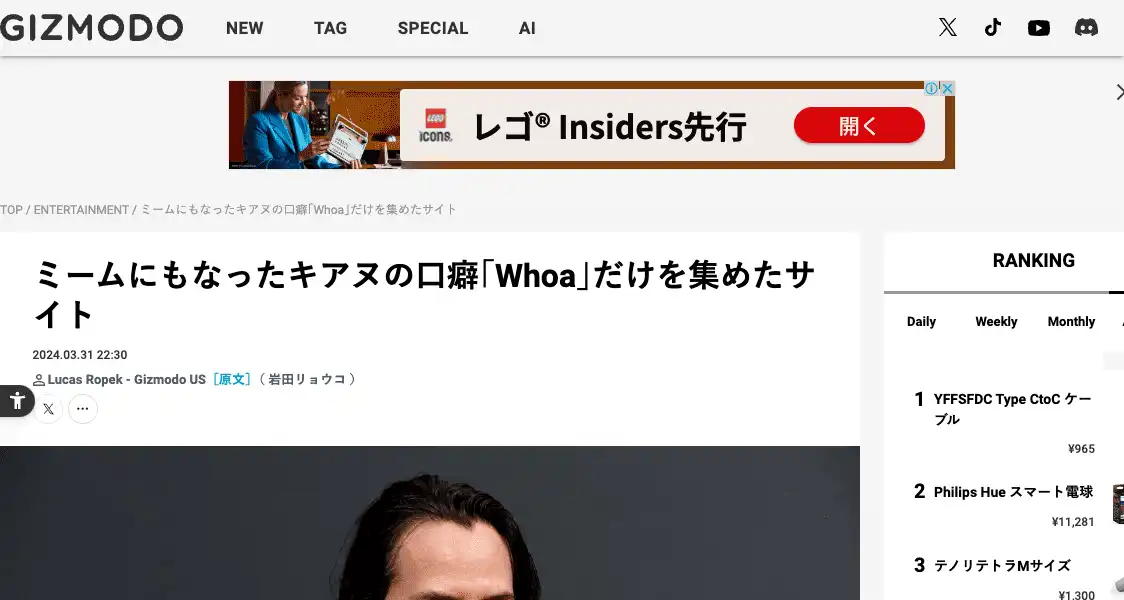 GIZMODO NEW TAG SPECIAL AI
LEGO
ICONS.
レゴ® Insiders先行
開く
TOP / ENTERTAINMENT / ミームにもなったキアヌの口癖｢Whoa｣だけを集めたサイト
ミームにもなったキアヌの口癖｢Whoa｣だけを集めたサ
イト
2024.03.31 22:30
Lucas Ropek - Gizmodo US［原文］（ 岩田リョウコ ）
RANKING
Daily Weekly Monthly
1 YFFSFDC Type CtoC ケー
ブル
¥965
2 Philips Hue スマート電球
¥11,281
3 テノリテトラMサイズ
¥1,300